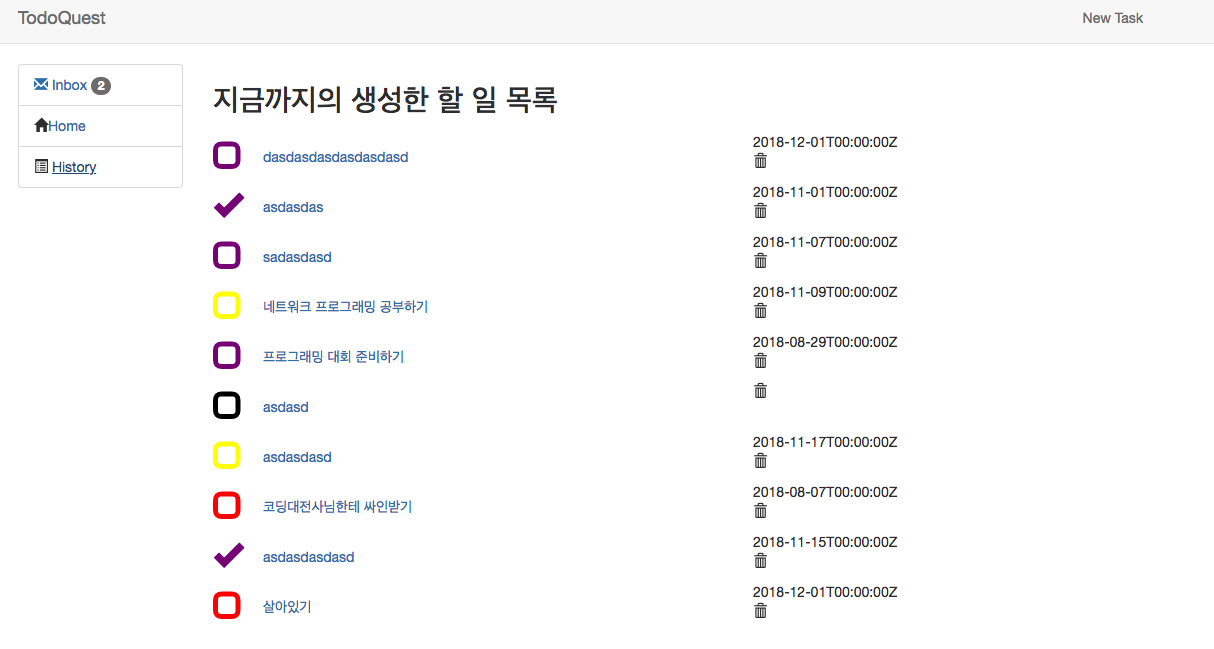 TodoQuest
New Task
Inbox 2
Home
History
지금까지의 생성한 할 일 목록
dasdasdasdasdasdasd
2018-12-01T00:00:00Z
asdasdas
2018-11-01T00:00:00Z
sadasdasd
2018-11-07T00:00:00Z
네트워크 프로그래밍 공부하기
2018-11-09T00:00:00Z
프로그래밍 대회 준비하기
2018-08-29T00:00:00Z
asdasd
asdasdasd
2018-11-17T00:00:00Z
코딩대전사님한테 싸인받기
2018-08-07T00:00:00Z
asdasdasdasd
2018-11-15T00:00:00Z
살아있기
2018-12-01T00:00:00Z